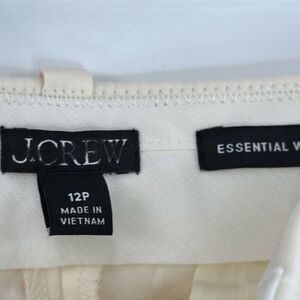 J.CREW
12P
MADE IN
VIETNAM
ESSENTIAL